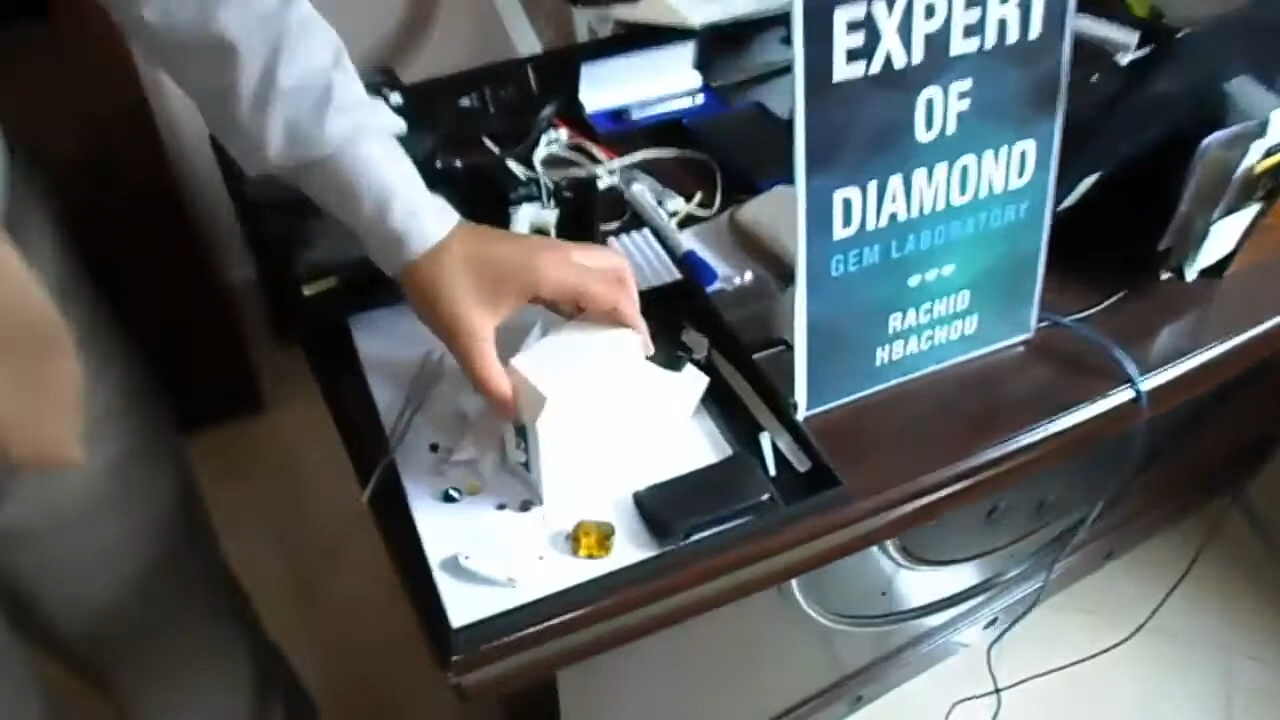 EXPERT
OF
DIAMOND
GEM LABORATORY
RACHID
HBACHOU